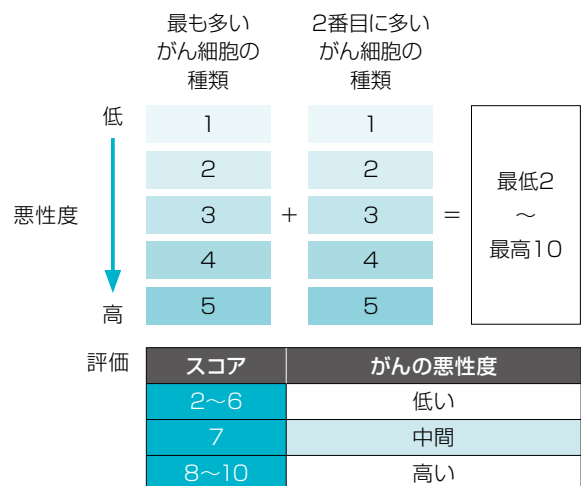 最も多い
がん細胞の
種類
2番目に多い
がん細胞の
種類
低
悪性度
高
1
2
3
4
5
+
1
2
3
4
5
=
最低2
〜
最高10
評価
スコア がんの悪性度
2〜6 低い
7 中間
8〜10 高い